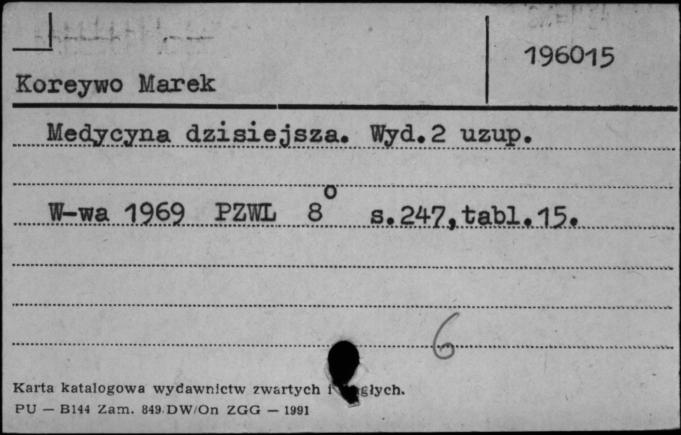 196015
Koreywo Marek
Medycyna dzisiejsza. Wyd.2 uzup.
W-wa 1969 PZWL 8° s.247,tabl.15.
6
Karta katalogowa wydawnictw zwartych i
PU — B144 Zam. 849 DW/On ZGG — 1991